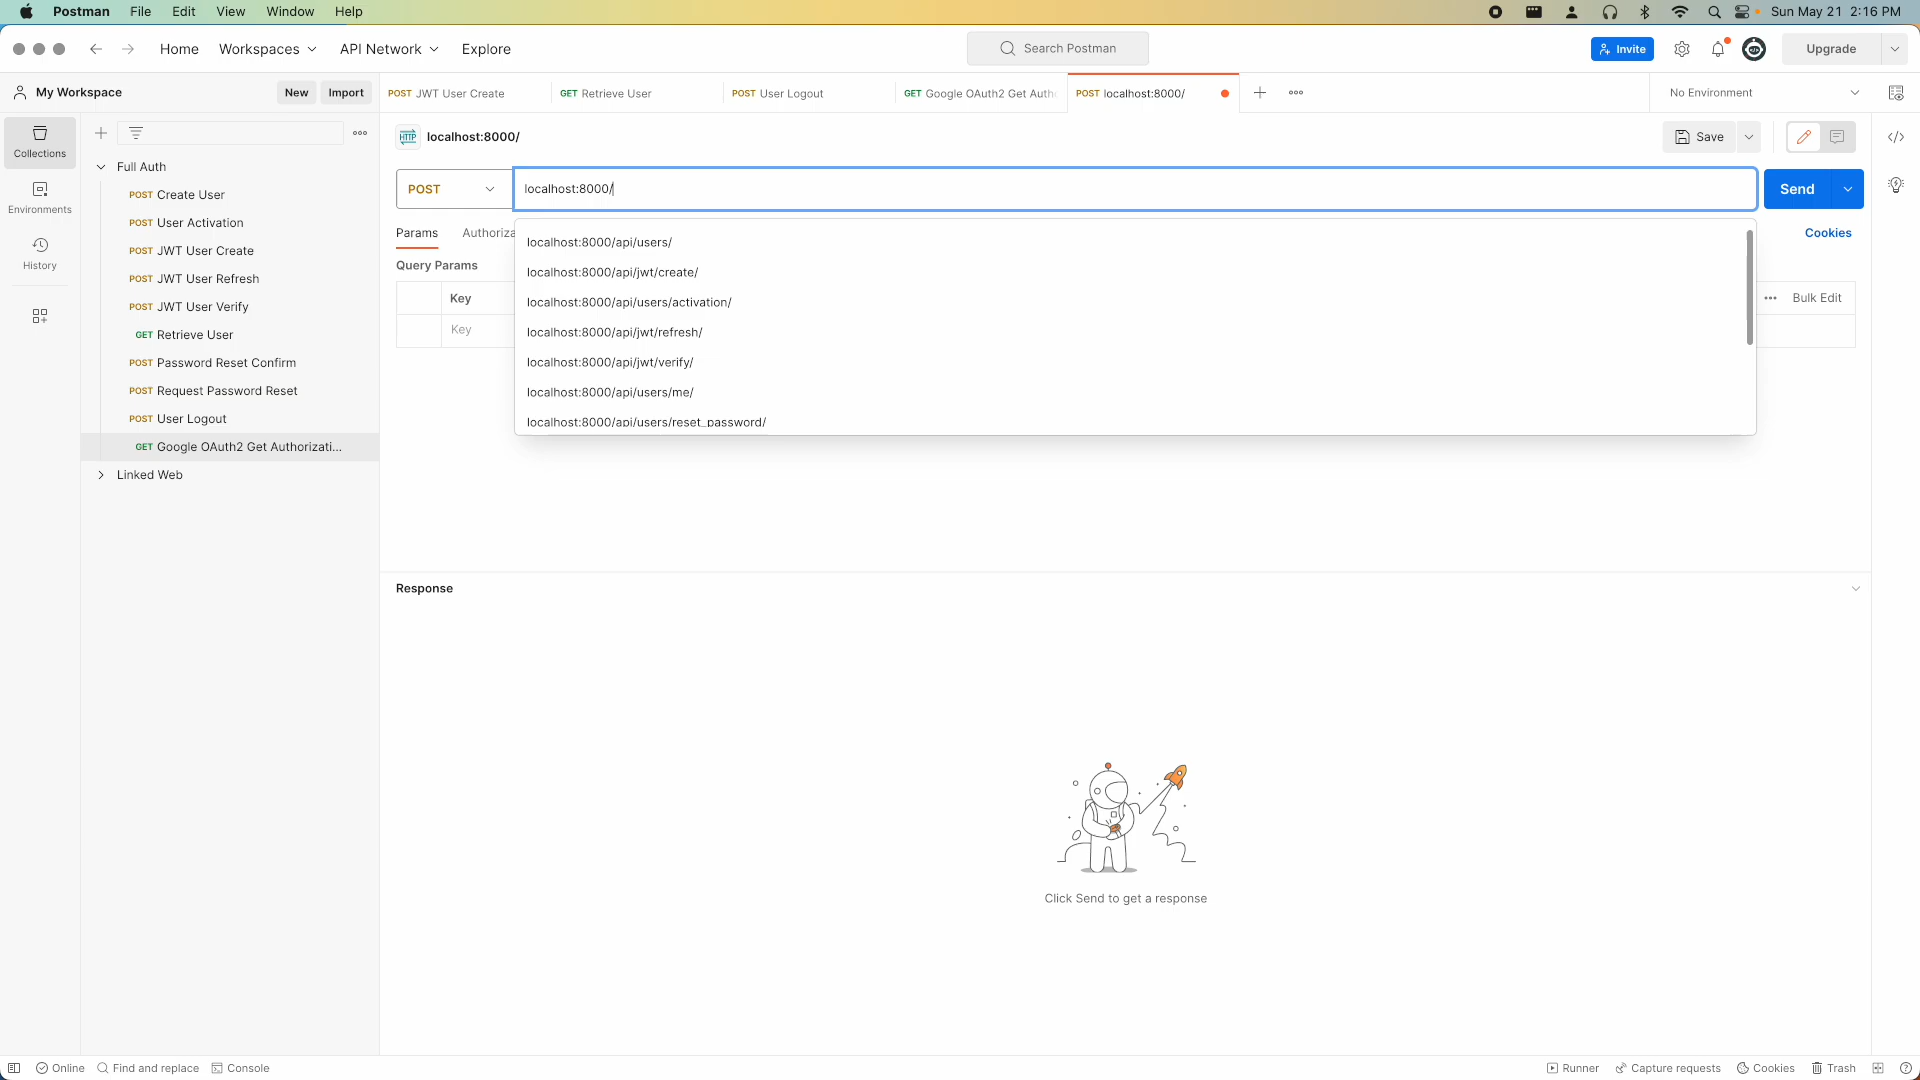 Postman File Edit View Window Help
Sun May 21 2:16 PM
Home Workspaces API Network Explore
Search Postman
Invite
Upgrade
My Workspace
New Import
POST JWT User Create
GET Retrieve User
POST User Logout
GET Google OAuth2 Get Autho
POST localhost:8000/
No Environment
Collections
Environments
History
Full Auth
POST Create User
POST User Activation
POST JWT User Create
POST JWT User Refresh
POST JWT User Verify
GET Retrieve User
POST Password Reset Confirm
POST Request Password Reset
POST User Logout
GET Google OAuth2 Get Authorizati...
Linked Web
HTTP localhost:8000/
Save
POST localhost:8000/
Send
Params Authoriza
Cookies
Query Params
Key
Bulk Edit
Key
localhost:8000/api/users/
localhost:8000/api/jwt/create/
localhost:8000/api/users/activation/
localhost:8000/api/jwt/refresh/
localhost:8000/api/jwt/verify/
localhost:8000/api/users/me/
localhost:8000/api/users/reset_password/
Response
Click Send to get a response
Online Find and replace Console
Runner Capture requests Cookies Trash